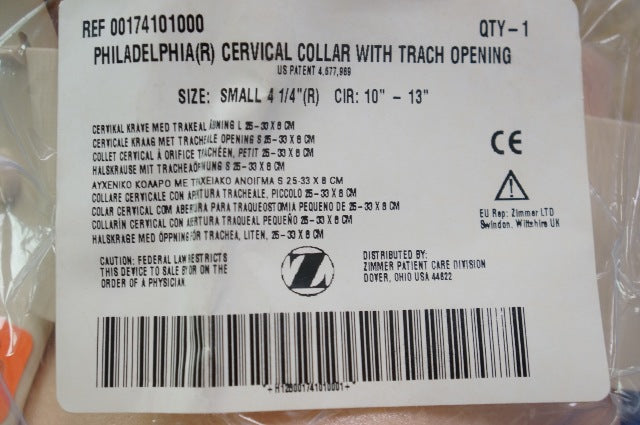 REF 00174101000
QTY-1
PHILADELPHIA(R) CERVICAL COLLAR WITH TRACH OPENING
US PATENT 4,577,989
SIZE: SMALL 4 1/4"(R) CIR: 10" - 13"
CERVIKAL KRAVE MED TRAKEAL ÅBNING L 25-33 X 8 CM
CERVICALE KRAAG MET TRACHEALE OPENING S 25-33 X 8 CM
COLLET CERVICAL À ORIFICE TRACHÉEN, PETIT 25-33 X 8 CM
HALSKRAUSE MIT TRACHEAÖFFNUNG S 25-33 X 8 CM
ΑΥΧΕΝΙΚΟ ΚΟΛΑΡΟ ΜΕ ΤΡΑΧΕΙΑΚΟ ΑΝΟΙΓΜΑ S 25-33 X 8 CM
COLLARE CERVICALE CON APERTURA TRACHEALE, PICCOLO 25-33 X 8 CM
COLAR CERVICAL COM ABERTURA PARA TRAQUEOSTOMIA PEQUENO DE 25-33 X 8 CM
COLLARÍN CERVICAL CON ABERTURA TRAQUEAL PEQUEÑO 25-33 X 8 CM
HALSKRAGE MED ÖPPNING FÖR TRACHEA, LITEN, 25-33 X 8 CM
CE
EU Rep: Zimmer LTD
Swindon. Wiltshire UK
CAUTION: FEDERAL LAW RESTRICTS
THIS DEVICE TO SALE BY OR ON THE
ORDER OF A PHYSICIAN
Z
DISTRIBUTED BY:
ZIMMER PATIENT CARE DIVISION
DOVER, OHIO USA 44622